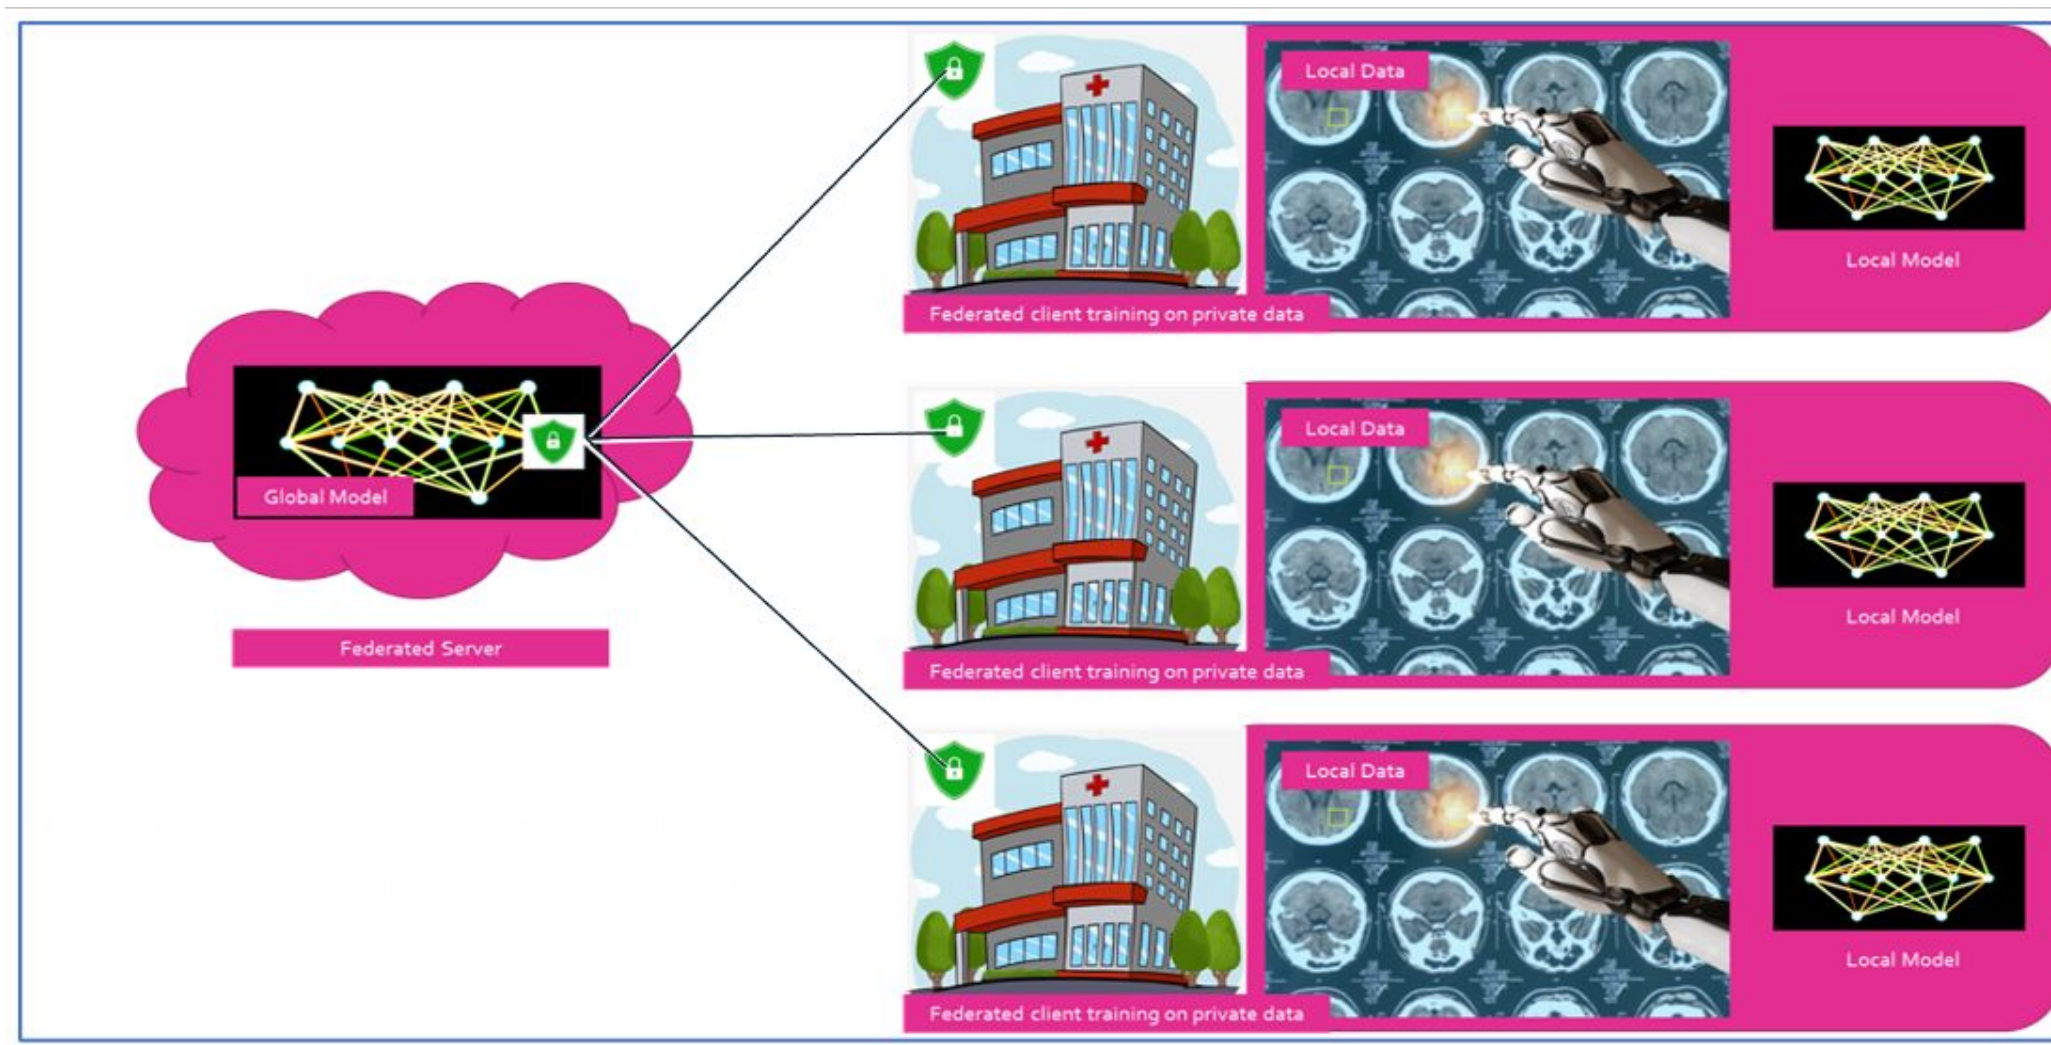 Local Data
Local Model
Federated client training on private data
Global Model
Federated Server
Local Data
Local Model
Federated client training on private data
Local Data
Local Model
Federated client training on private data